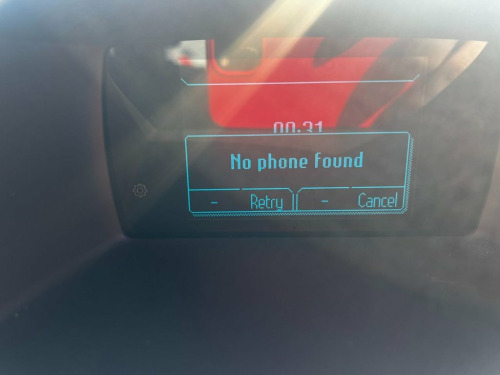 00:31
No phone found
- Retry - Cancel